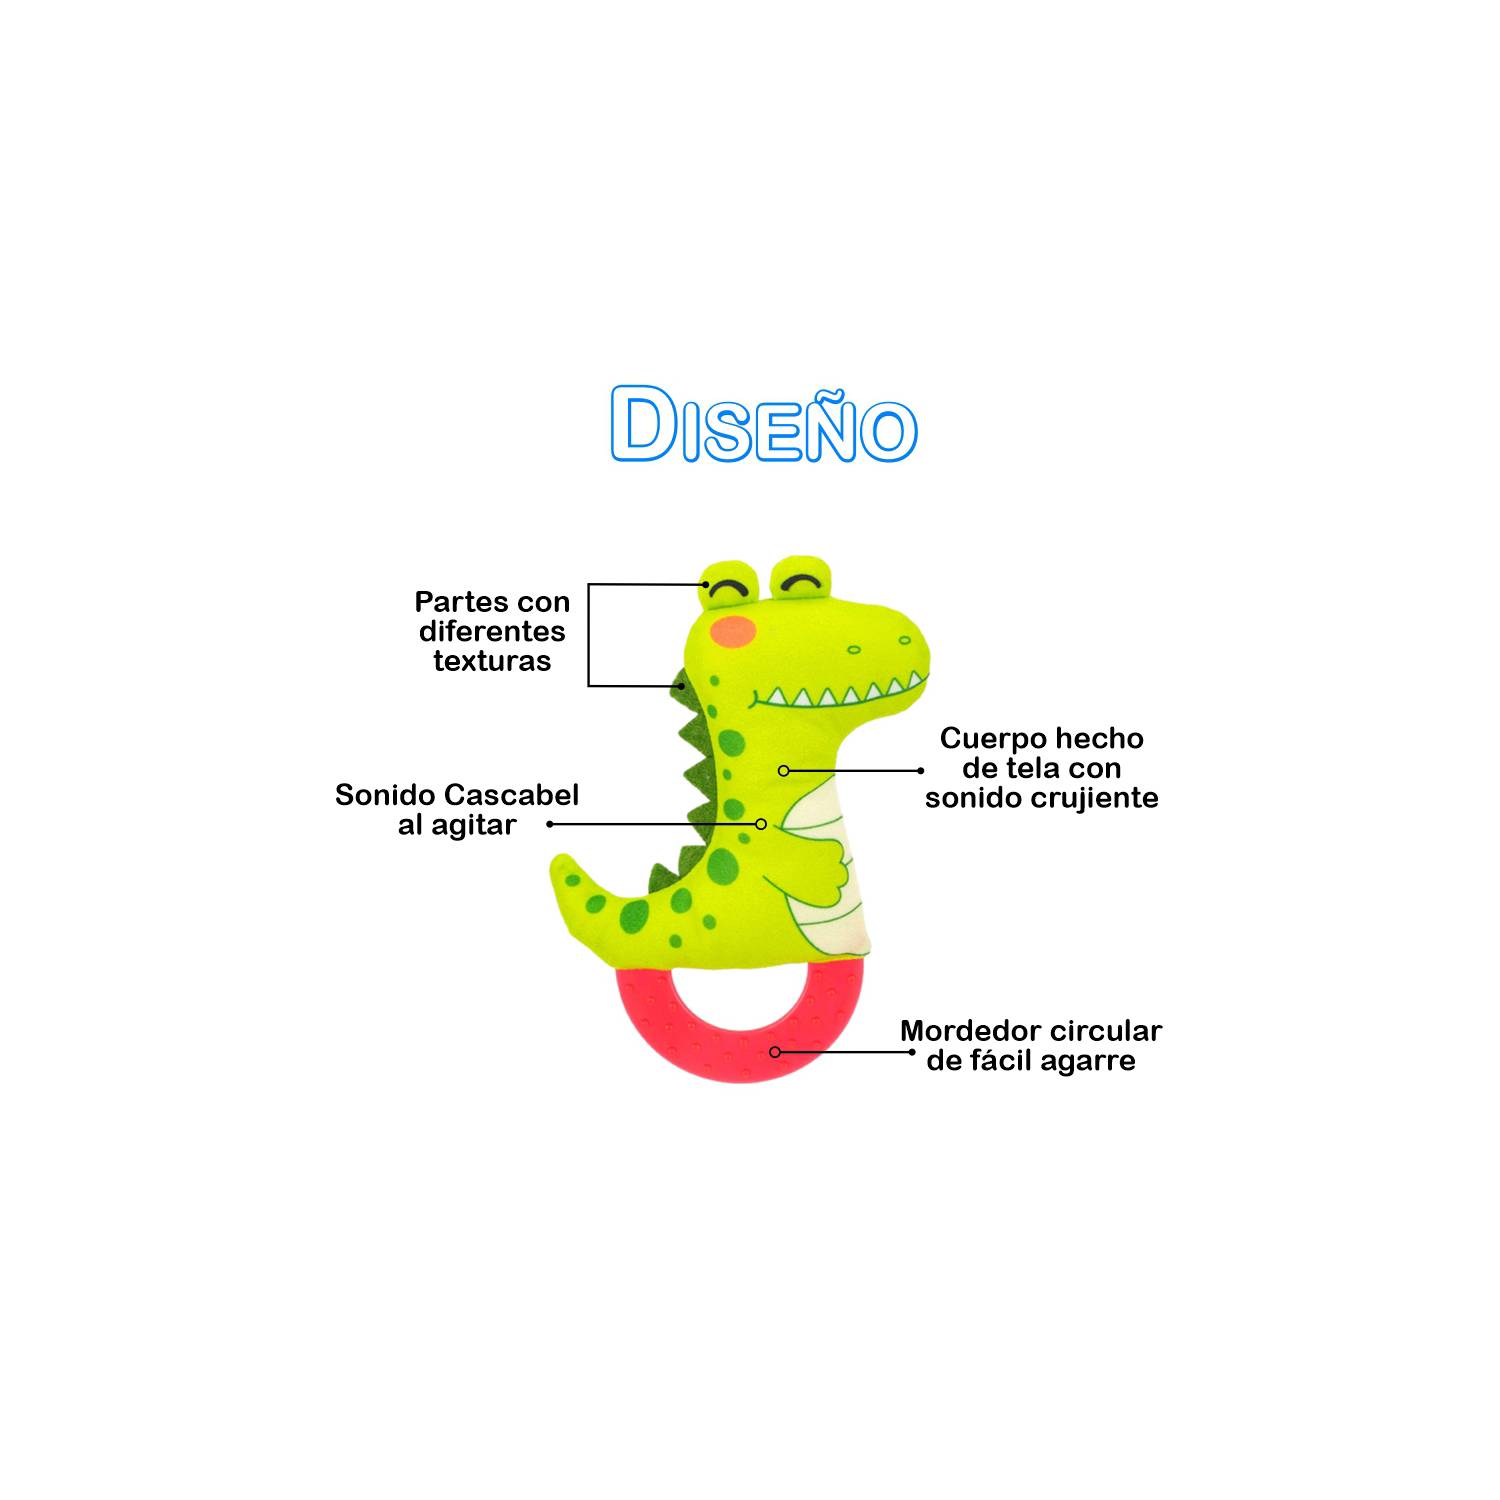 DISEÑO
Partes con
diferentes
texturas
Cuerpo hecho
de tela con
sonido crujiente
Sonido Cascabel
al agitar
Mordedor circular
de fácil agarre